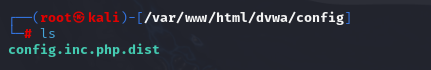 ┌──(root㉿kali)-[/var/www/html/dvwa/config]
└─# ls
config.inc.php.dist